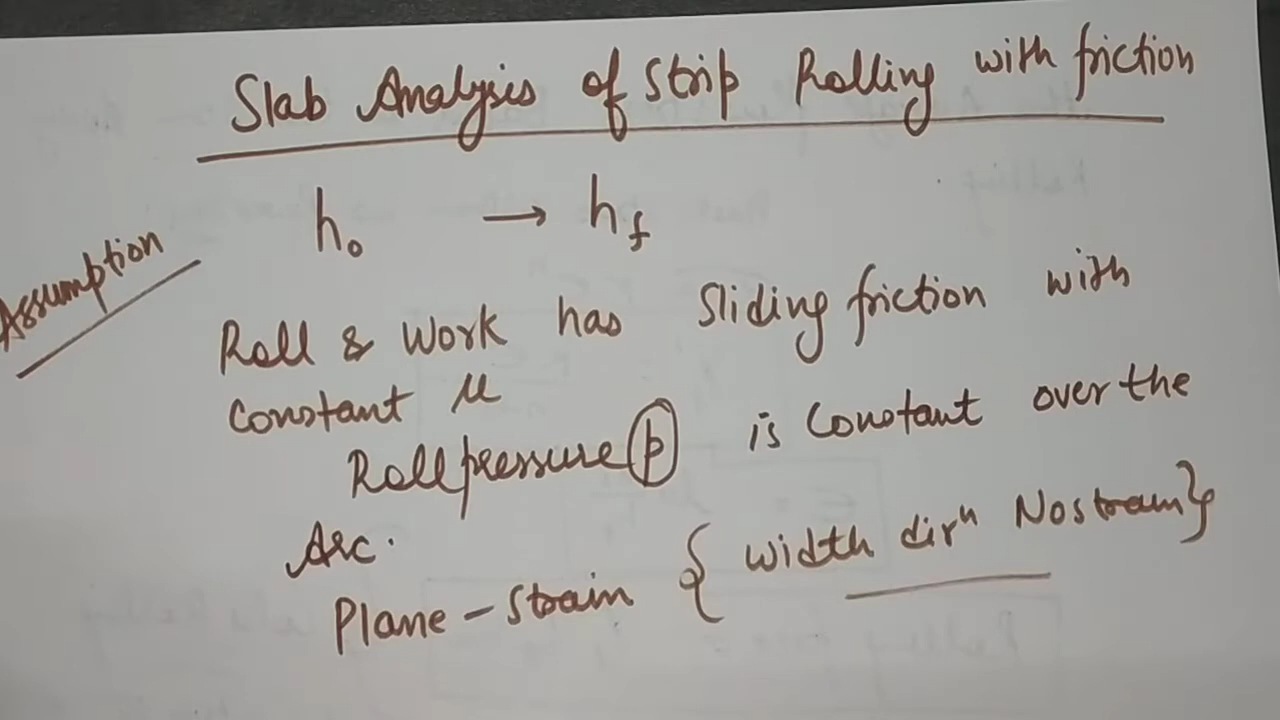 Slab Analysis of Strip Rolling with friction
h₀ → hf
Assumption
Roll & Work has sliding friction with
constant μ
Roll pressure (p) is constant over the
Arc.
Plane-strain { width dirⁿ No strain}